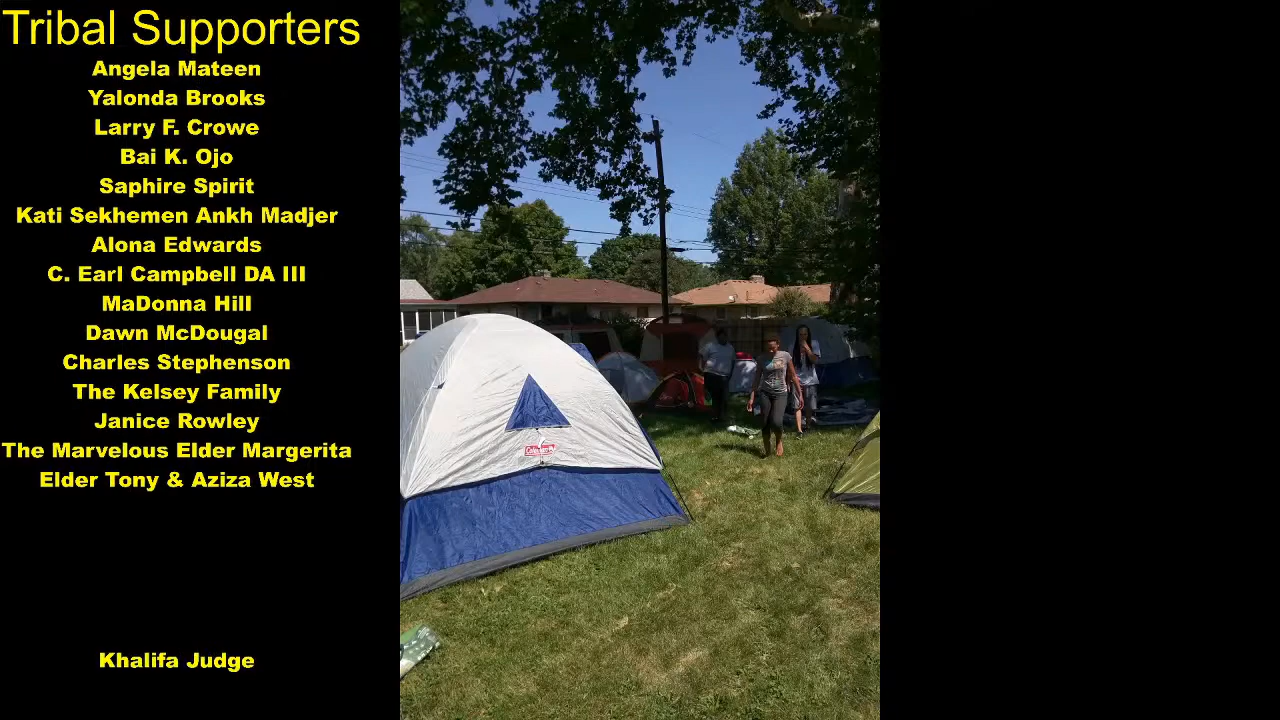 Tribal Supporters
Angela Mateen
Yalonda Brooks
Larry F. Crowe
Bai K. Ojo
Saphire Spirit
Kati Sekhemen Ankh Madjer
Alona Edwards
C. Earl Campbell DA III
MaDonna Hill
Dawn McDougal
Charles Stephenson
The Kelsey Family
Janice Rowley
The Marvelous Elder Margerita
Elder Tony & Aziza West
Khalifa Judge
Coleman